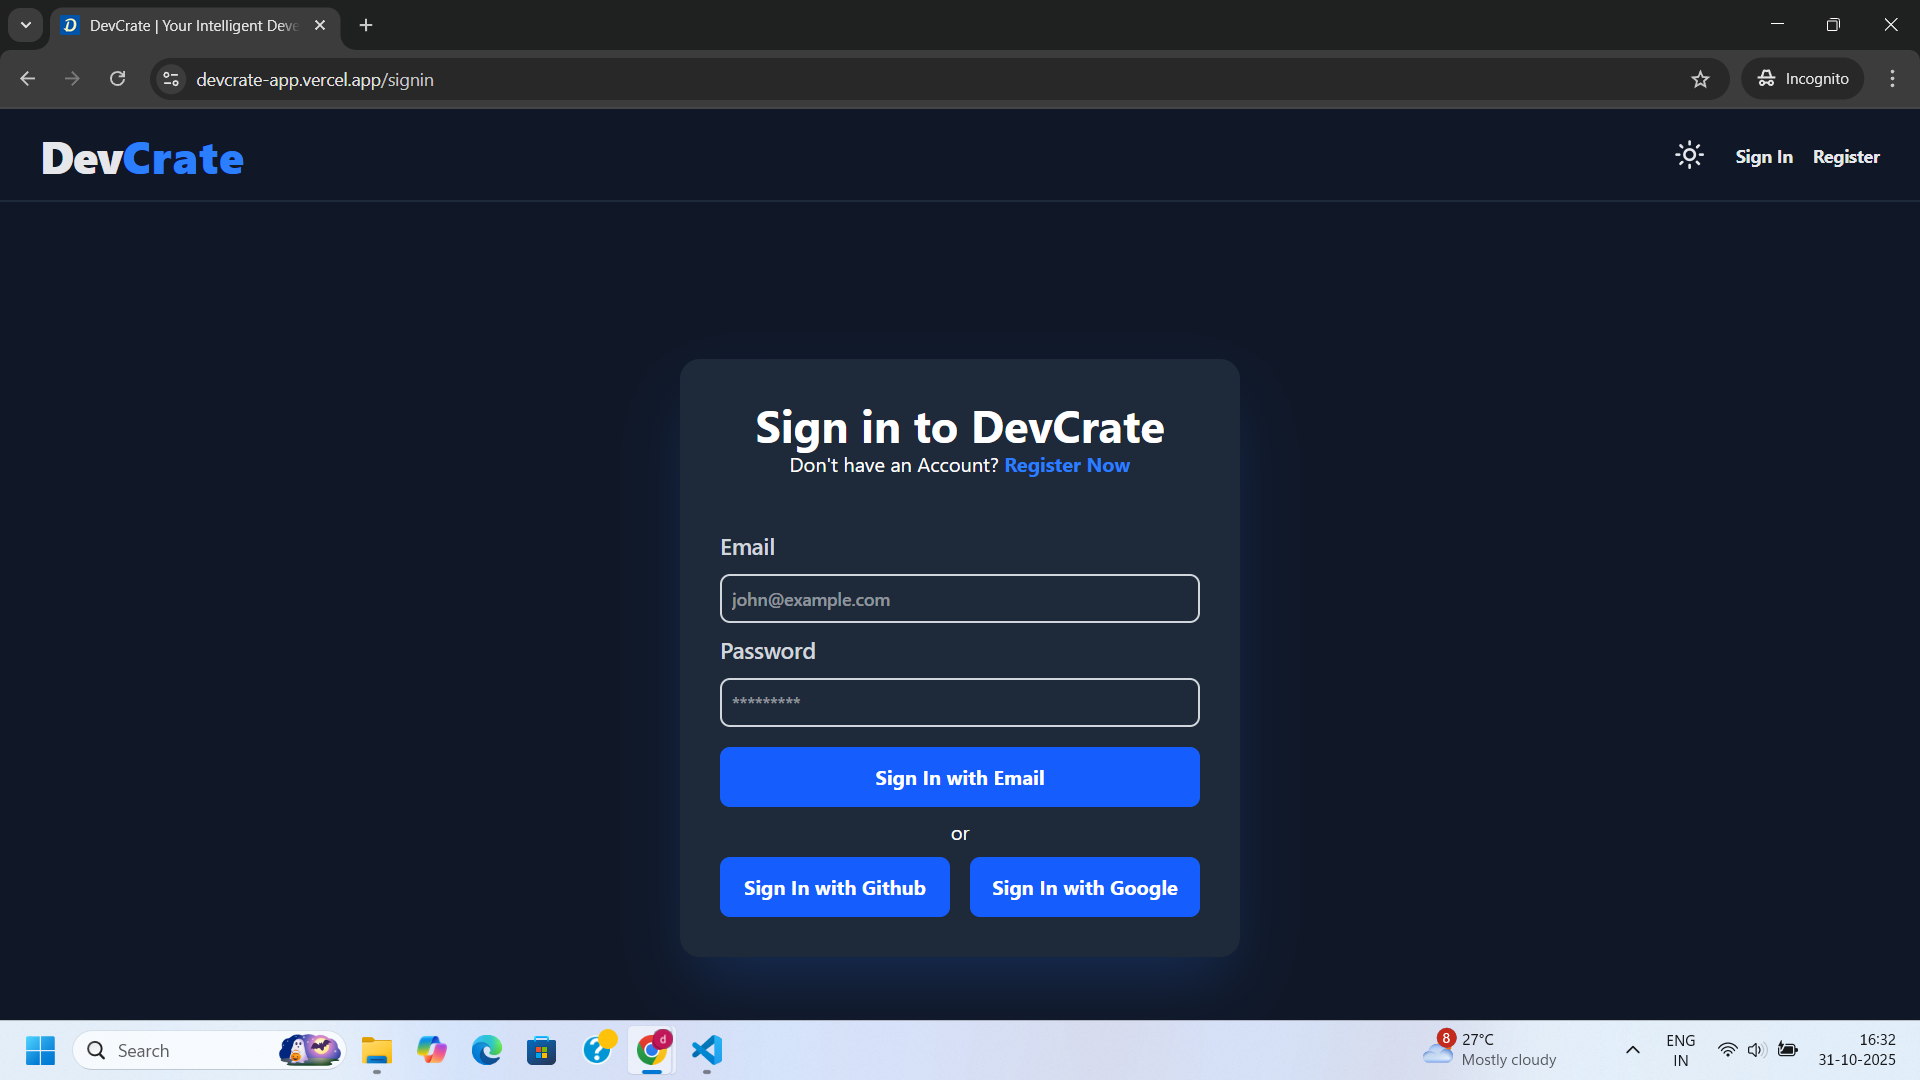 DevCrate | Your Intelligent Deve
devcrate-app.vercel.app/signin
Incognito
DevCrate
Sign In
Register
Sign in to DevCrate
Don't have an Account? Register Now
Email
john@example.com
Password
*********
Sign In with Email
or
Sign In with Github
Sign In with Google
Search
d
8
27°C
Mostly cloudy
ENG
IN
16:32
31-10-2025